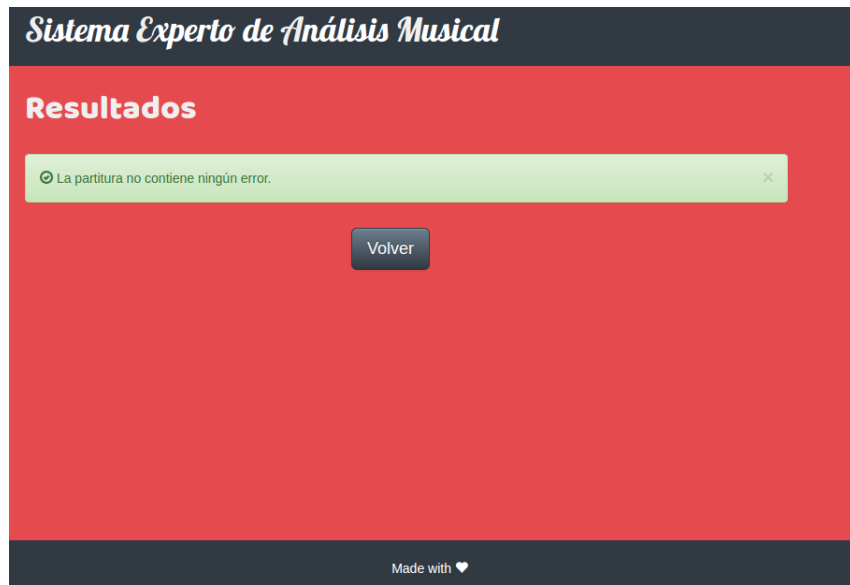 Sistema Experto de Análisis Musical
Resultados
La partitura no contiene ningún error. ×
Volver
Made with ♥